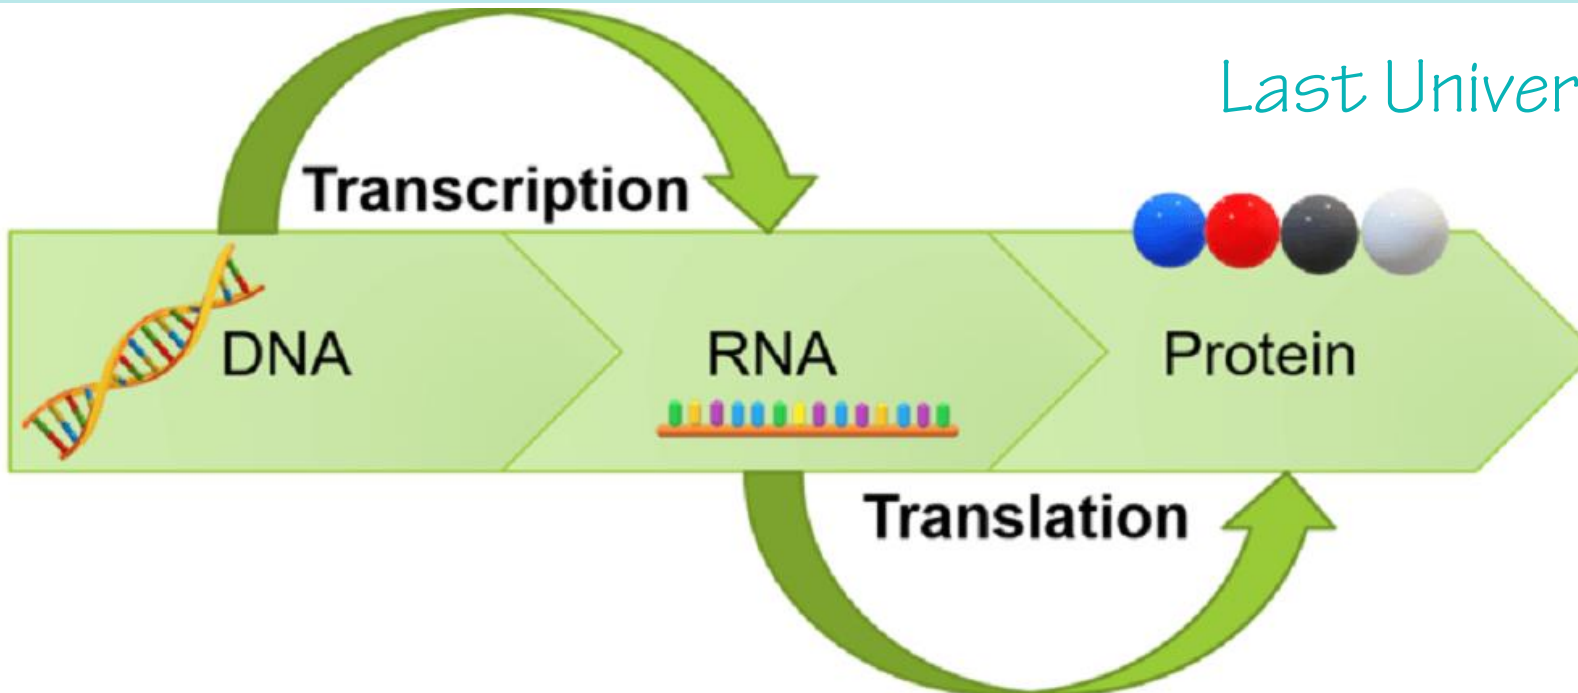 Last Univer
Transcription
DNA
RNA
Protein
Translation